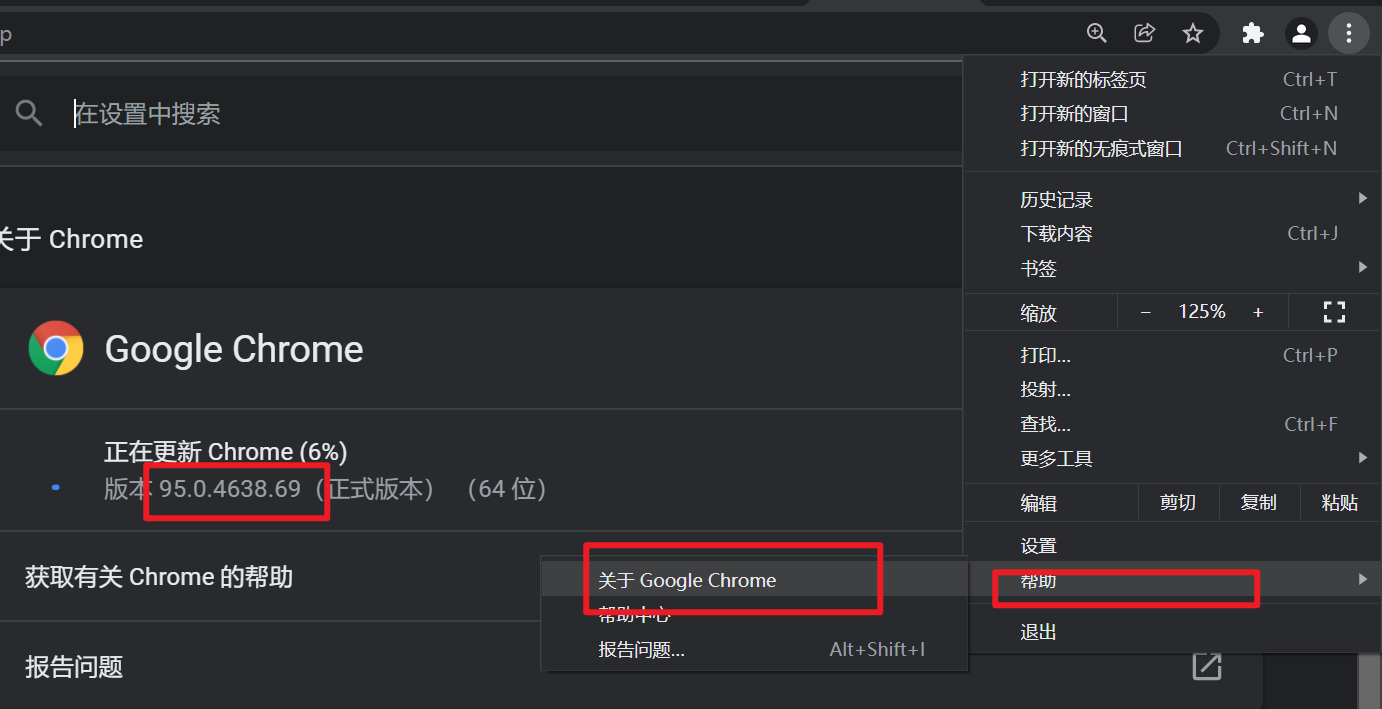 p
在设置中搜索
关于 Chrome
Google Chrome
正在更新 Chrome (6%)
版本 95.0.4638.69（正式版本） （64 位）
获取有关 Chrome 的帮助
报告问题
打开新的标签页 Ctrl+T
打开新的窗口 Ctrl+N
打开新的无痕式窗口 Ctrl+Shift+N
历史记录
下载内容 Ctrl+J
书签
缩放 − 125% +
打印... Ctrl+P
投射...
查找... Ctrl+F
更多工具
编辑 剪切 复制 粘贴
设置
帮助
退出
关于 Google Chrome
帮助中心
报告问题... Alt+Shift+I